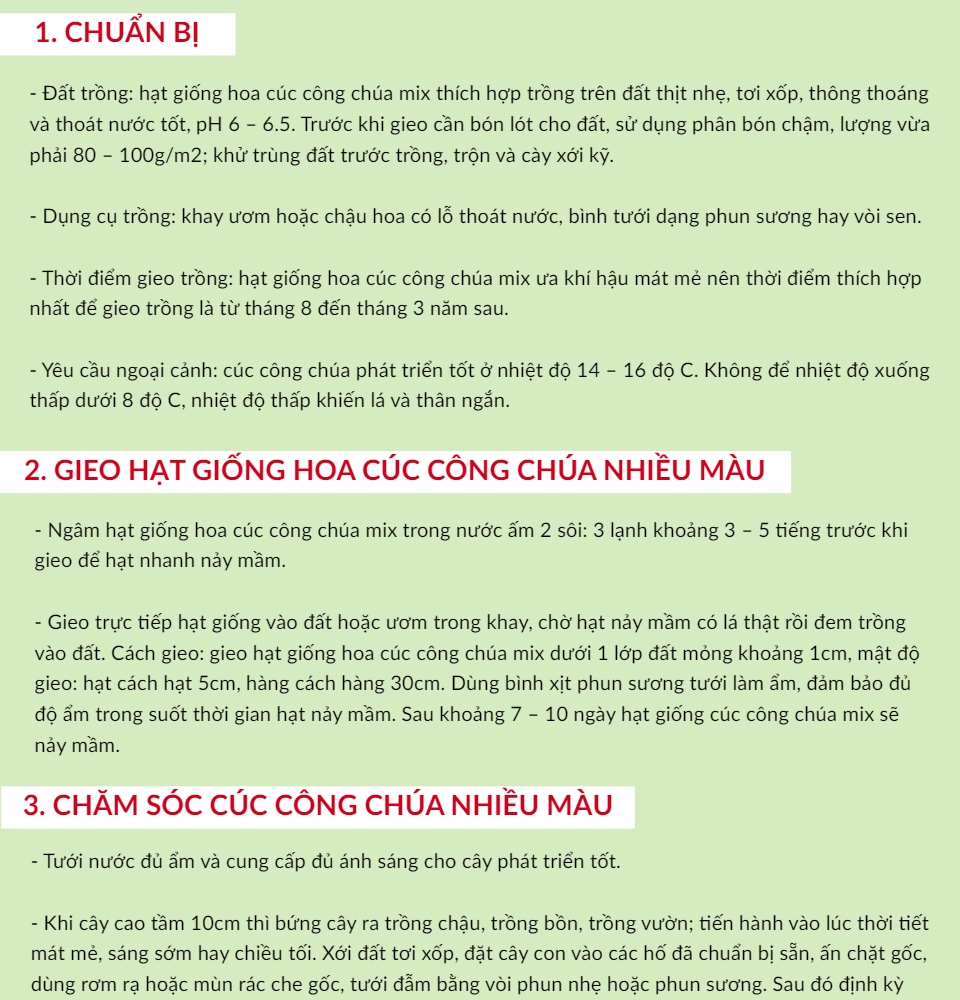 1. CHUẨN BỊ
- Đất trồng: hạt giống hoa cúc công chúa mix thích hợp trồng trên đất thịt nhẹ, tơi xốp, thông thoáng
và thoát nước tốt, pH 6 – 6.5. Trước khi gieo cần bón lót cho đất, sử dụng phân bón chậm, lượng vừa
phải 80 – 100g/m2; khử trùng đất trước trồng, trộn và cày xới kỹ.
- Dụng cụ trồng: khay ươm hoặc chậu hoa có lỗ thoát nước, bình tưới dạng phun sương hay vòi sen.
- Thời điểm gieo trồng: hạt giống hoa cúc công chúa mix ưa khí hậu mát mẻ nên thời điểm thích hợp
nhất để gieo trồng là từ tháng 8 đến tháng 3 năm sau.
- Yêu cầu ngoại cảnh: cúc công chúa phát triển tốt ở nhiệt độ 14 – 16 độ C. Không để nhiệt độ xuống
thấp dưới 8 độ C, nhiệt độ thấp khiến lá và thân ngắn.
2. GIEO HẠT GIỐNG HOA CÚC CÔNG CHÚA NHIỀU MÀU
- Ngâm hạt giống hoa cúc công chúa mix trong nước ấm 2 sôi: 3 lạnh khoảng 3 – 5 tiếng trước khi
gieo để hạt nhanh nảy mầm.
- Gieo trực tiếp hạt giống vào đất hoặc ươm trong khay, chờ hạt nảy mầm có lá thật rồi đem trồng
vào đất. Cách gieo: gieo hạt giống hoa cúc công chúa mix dưới 1 lớp đất mỏng khoảng 1cm, mật độ
gieo: hạt cách hạt 5cm, hàng cách hàng 30cm. Dùng bình xịt phun sương tưới làm ẩm, đảm bảo đủ
độ ẩm trong suốt thời gian hạt nảy mầm. Sau khoảng 7 – 10 ngày hạt giống cúc công chúa mix sẽ
nảy mầm.
3. CHĂM SÓC CÚC CÔNG CHÚA NHIỀU MÀU
- Tưới nước đủ ẩm và cung cấp đủ ánh sáng cho cây phát triển tốt.
- Khi cây cao tầm 10cm thì bứng cây ra trồng chậu, trồng bồn, trồng vườn; tiến hành vào lúc thời tiết
mát mẻ, sáng sớm hay chiều tối. Xới đất tơi xốp, đặt cây con vào các hố đã chuẩn bị sẵn, ấn chặt gốc,
dùng rơm rạ hoặc mùn rác che gốc, tưới đẫm bằng vòi phun nhẹ hoặc phun sương. Sau đó định kỳ